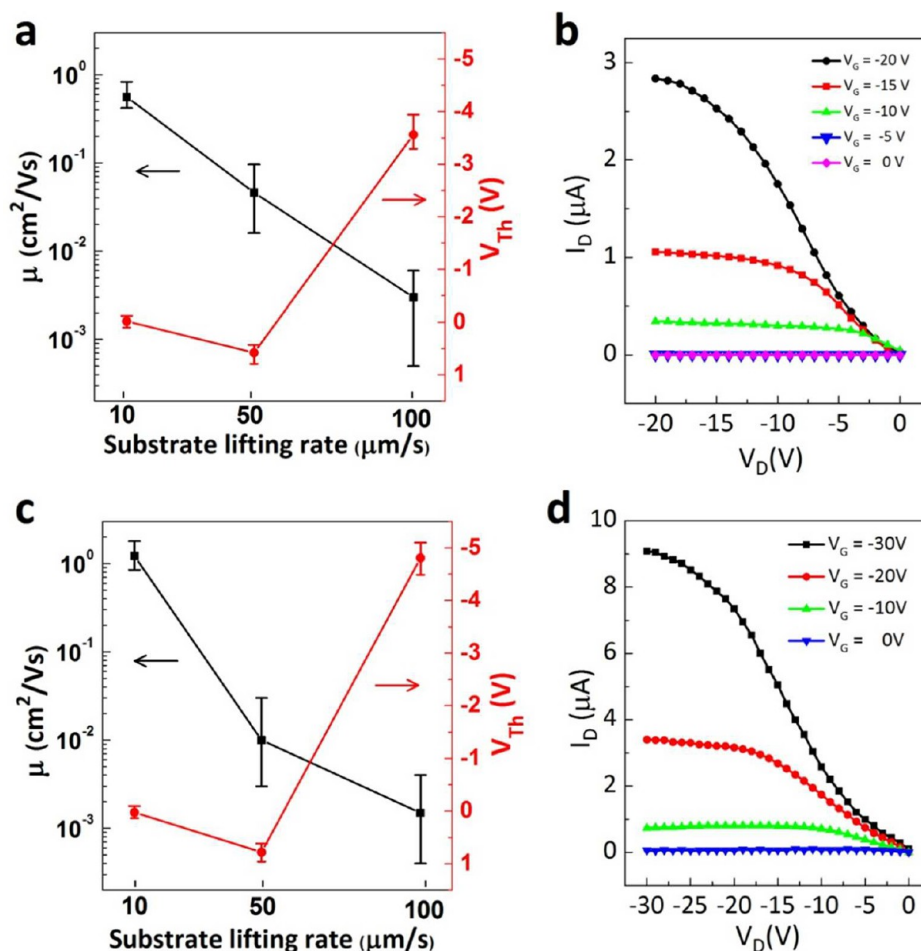 a
10⁰
10⁻¹
10⁻²
10⁻³
μ (cm²/Vs)
-5
-4
-3
-2
-1
0
1
V_Th (V)
10
50
100
Substrate lifting rate (μm/s)
b
V_G = -20 V
V_G = -15 V
V_G = -10 V
V_G = -5 V
V_G = 0 V
3
2
1
0
I_D (μA)
-20
-15
-10
-5
0
V_D(V)
c
10⁰
10⁻¹
10⁻²
10⁻³
μ (cm²/Vs)
-5
-4
-3
-2
-1
0
1
V_Th (V)
10
50
100
Substrate lifting rate (μm/s)
d
V_G = -30V
V_G = -20V
V_G = -10V
V_G = 0V
10
8
6
4
2
0
I_D (μA)
-30
-25
-20
-15
-10
-5
0
V_D(V)